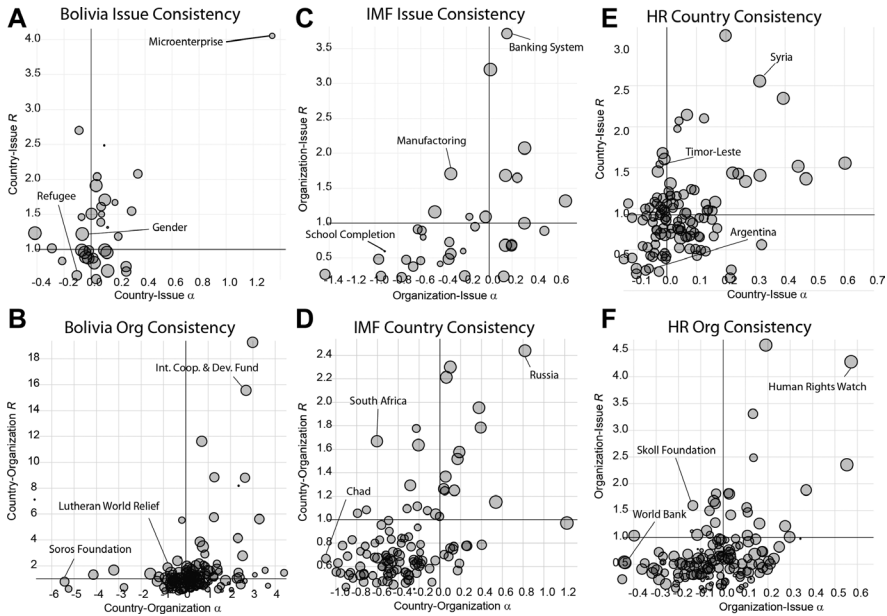 A
Bolivia Issue Consistency
Country-Issue R
4.0
3.5
3.0
2.5
2.0
1.5
1.0
Microenterprise
Refugee
Gender
-0.4 -0.2 0.0 0.2 0.4 0.6 0.8 1.0 1.2
Country-Issue α
B
Bolivia Org Consistency
Country-Organization R
18
16
14
12
10
8
6
4
2
Int. Coop. & Dev. Fund
Lutheran World Relief
Soros Foundation
-6 -5 -4 -3 -2 -1 0 1 2 3 4
Country-Organization α
C
IMF Issue Consistency
Organization-Issue R
3.5
3.0
2.5
2.0
1.5
1.0
0.5
Banking System
Manufactoring
School Completion
-1.4 -1.2 -1.0 -0.8 -0.6 -0.4 -0.2 0.0 0.2 0.4 0.6
Organization-Issue α
D
IMF Country Consistency
Country-Organization R
2.4
2.2
2.0
1.8
1.6
1.4
1.2
1.0
0.8
0.6
Russia
South Africa
Chad
-1.0 -0.8 -0.6 -0.4 -0.2 0.0 0.2 0.4 0.6 0.8 1.0 1.2
Country-Organization α
E
HR Country Consistency
Country-Issue R
3.0
2.5
2.0
1.5
1.0
0.5
Syria
Timor-Leste
Argentina
-0.1 0.0 0.1 0.2 0.3 0.4 0.5 0.6 0.7
Country-Issue α
F
HR Org Consistency
Organization-Issue R
4.5
4.0
3.5
3.0
2.5
2.0
1.5
1.0
0.5
Human Rights Watch
Skoll Foundation
World Bank
-0.4 -0.3 -0.2 -0.1 0.0 0.1 0.2 0.3 0.4 0.5 0.6
Organization-Issue α